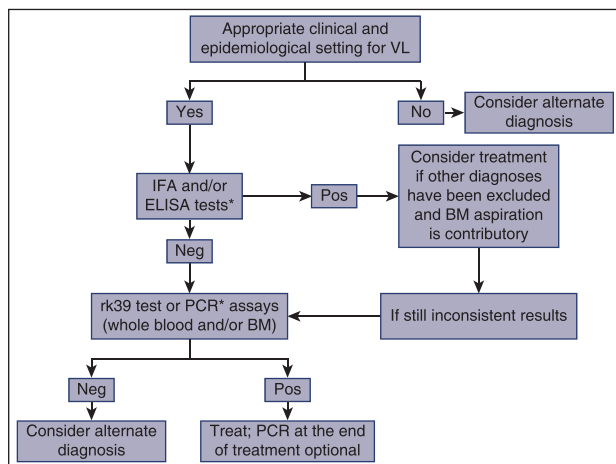 Appropriate clinical and
epidemiological setting for VL
Yes
No
Consider alternate
diagnosis
IFA and/or
ELISA tests*
Pos
Consider treatment
if other diagnoses
have been excluded
and BM aspiration
is contributory
Neg
rk39 test or PCR* assays
(whole blood and/or BM)
If still inconsistent results
Neg
Pos
Consider alternate
diagnosis
Treat; PCR at the end
of treatment optional